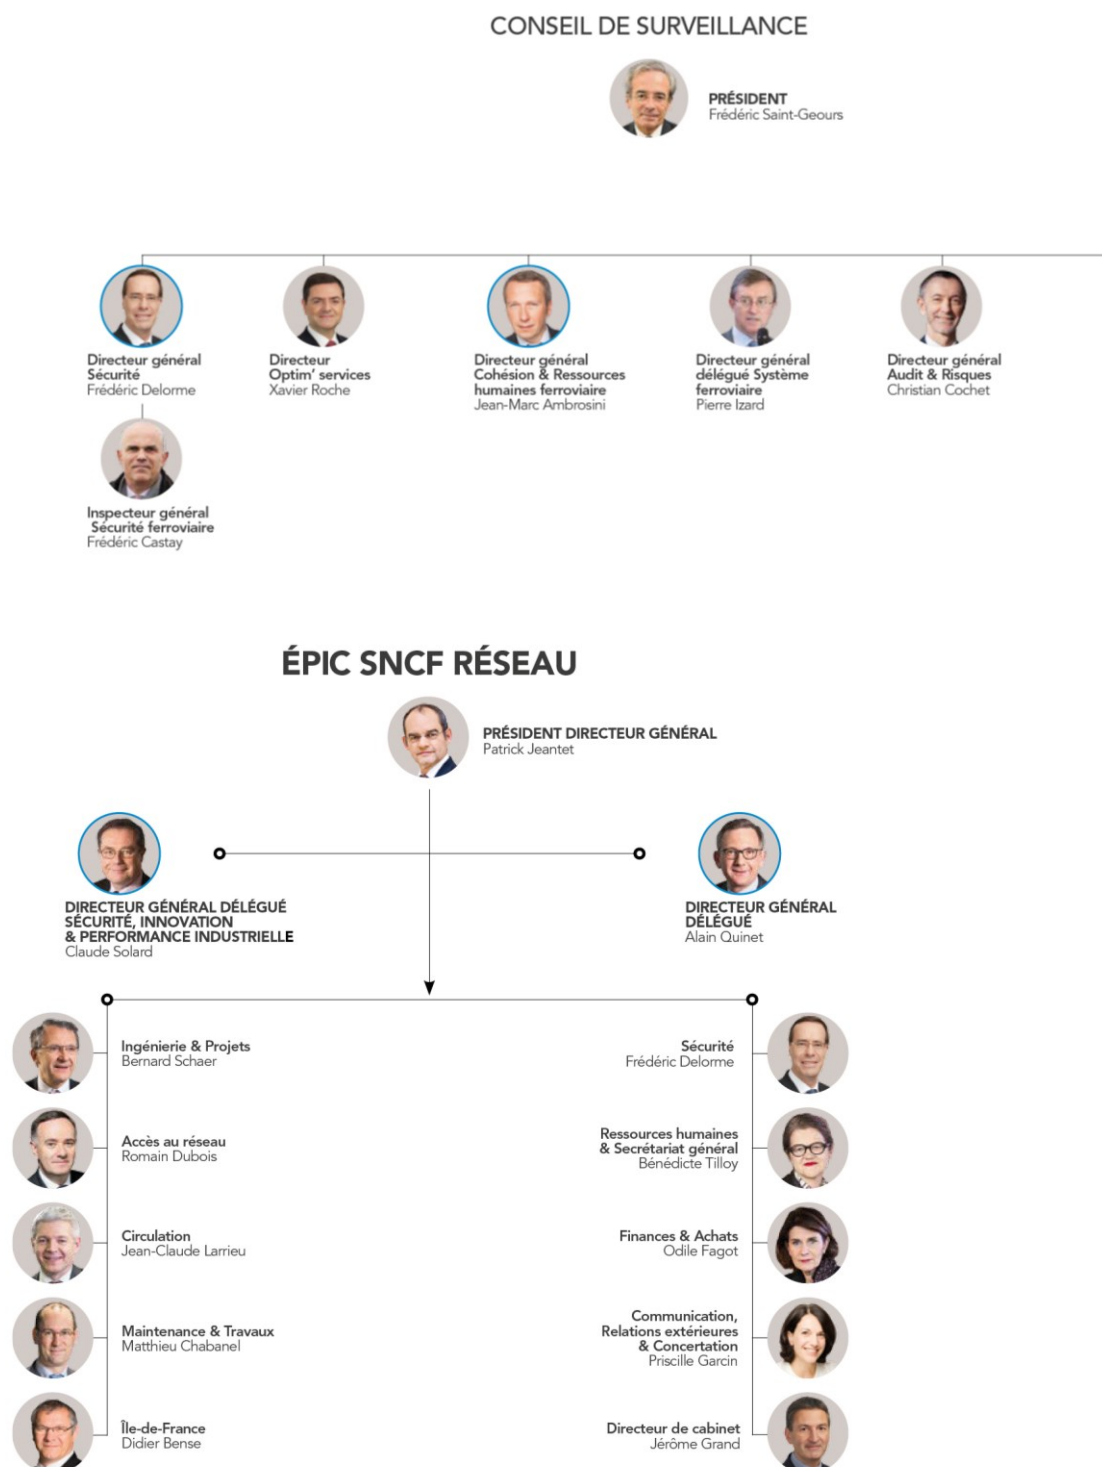 CONSEIL DE SURVEILLANCE
PRÉSIDENT
Frédéric Saint-Geours
Directeur général
Sécurité
Frédéric Delorme
Directeur
Optim’ services
Xavier Roche
Directeur général
Cohésion & Ressources
humaines ferroviaire
Jean-Marc Ambrosini
Directeur général
délégué Système
ferroviaire
Pierre Izard
Directeur général
Audit & Risques
Christian Cochet
Inspecteur général
Sécurité ferroviaire
Frédéric Castay
ÉPIC SNCF RÉSEAU
PRÉSIDENT DIRECTEUR GÉNÉRAL
Patrick Jeantet
DIRECTEUR GÉNÉRAL DÉLÉGUÉ
SÉCURITÉ, INNOVATION
& PERFORMANCE INDUSTRIELLE
Claude Solard
DIRECTEUR GÉNÉRAL
DÉLÉGUÉ
Alain Quinet
Ingénierie & Projets
Bernard Schaer
Accès au réseau
Romain Dubois
Circulation
Jean-Claude Larrieu
Maintenance & Travaux
Matthieu Chabanel
Île-de-France
Didier Bense
Sécurité
Frédéric Delorme
Ressources humaines
& Secrétariat général
Bénédicte Tilloy
Finances & Achats
Odile Fagot
Communication,
Relations extérieures
& Concertation
Priscille Garcin
Directeur de cabinet
Jérôme Grand